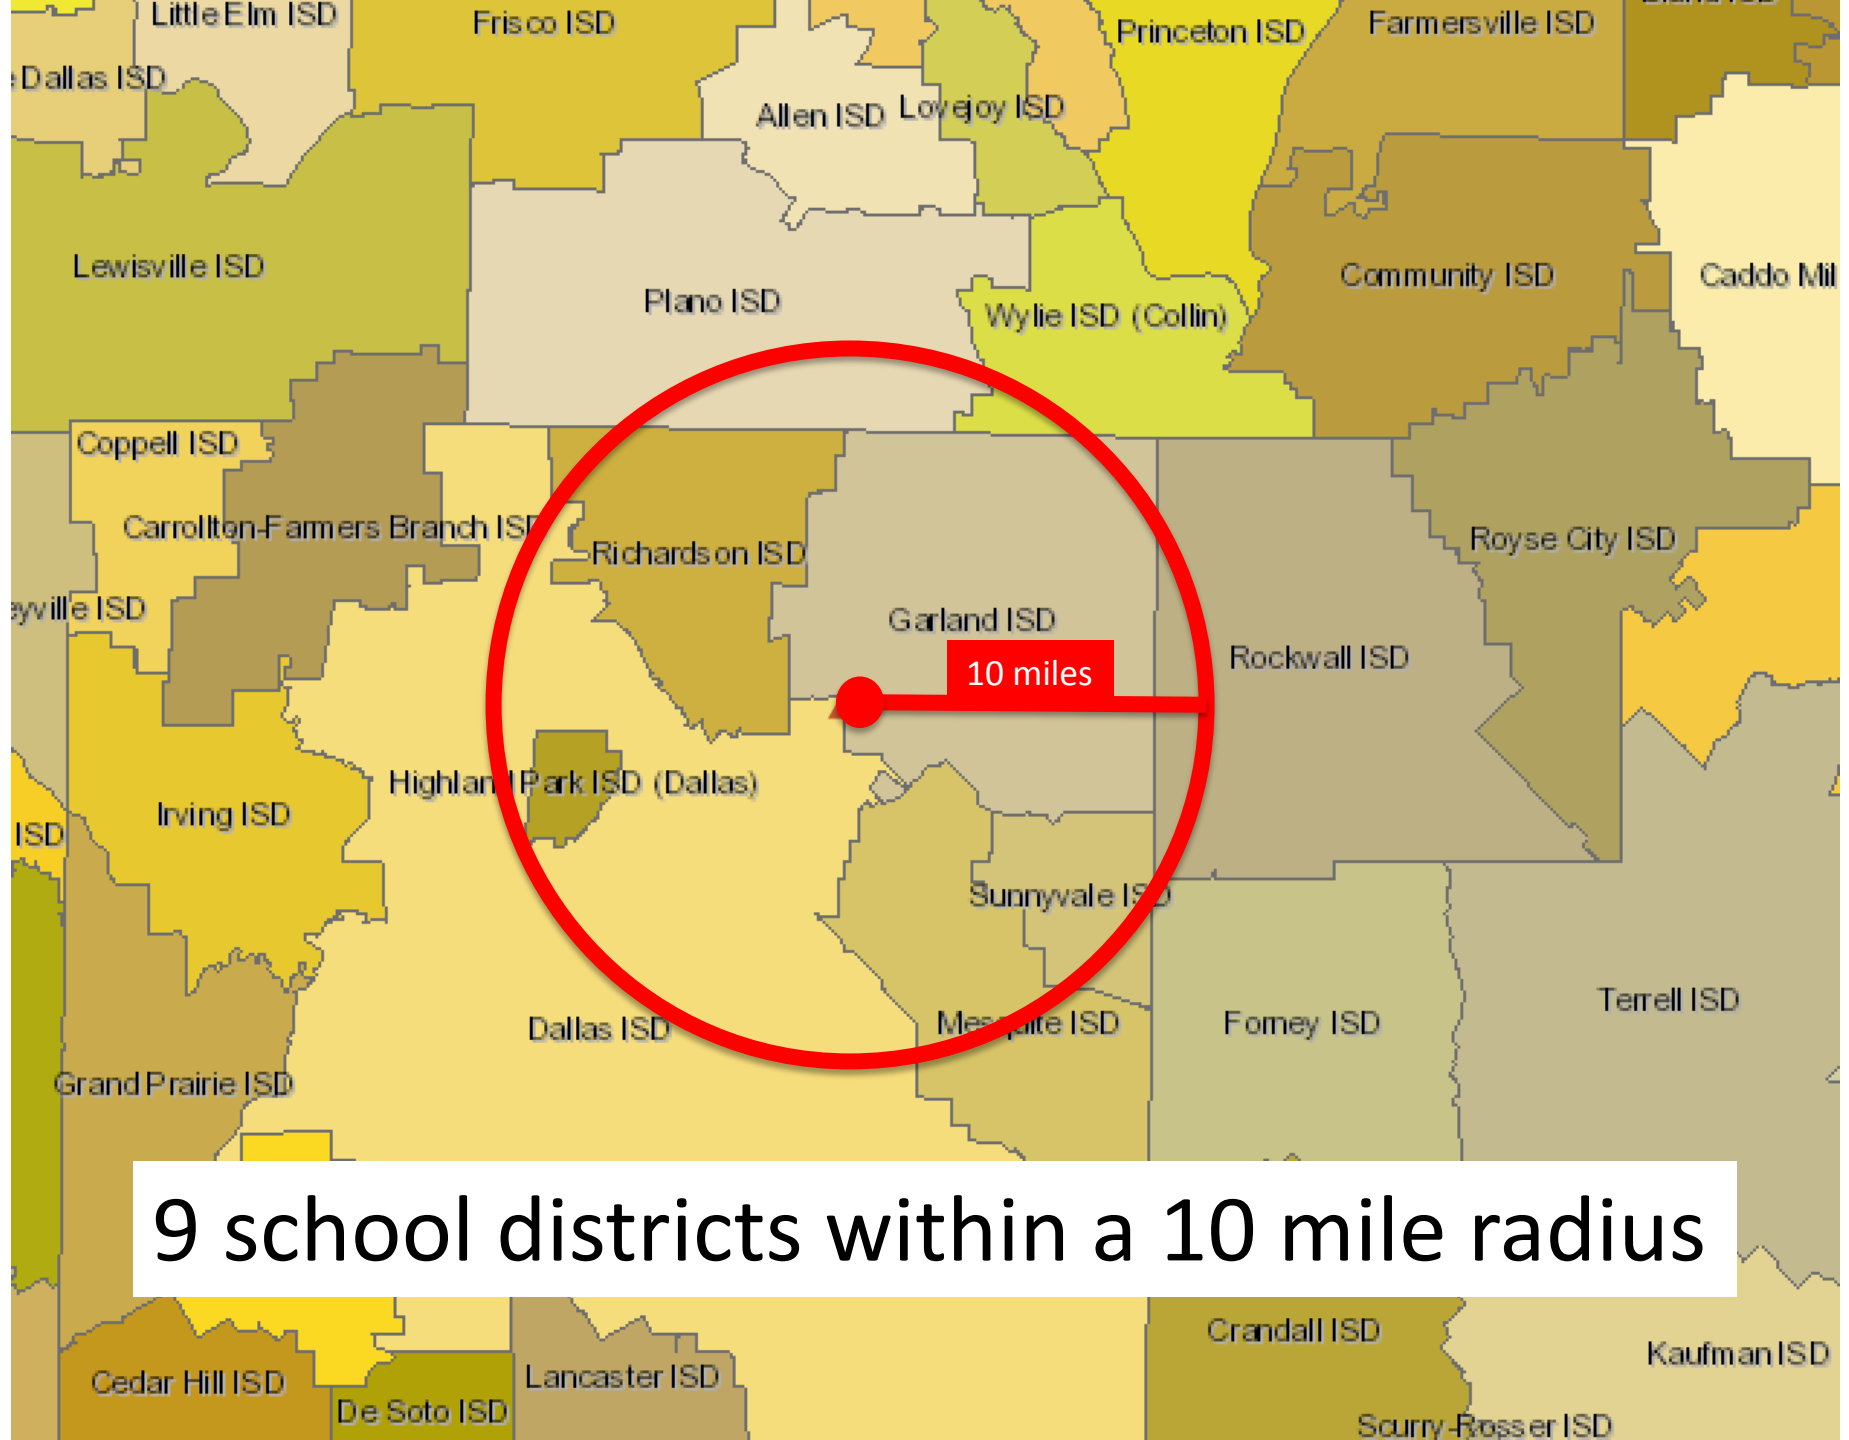 Little Elm ISD
Frisco ISD
Princeton ISD
Farmersville ISD
Dallas ISD
Allen ISD
Lovejoy ISD
Lewisville ISD
Plano ISD
Wylie ISD (Collin)
Community ISD
Caddo Mil
Coppell ISD
Carrollton-Farmers Branch ISD
Richardson ISD
Royse City ISD
yville ISD
Garland ISD
Rockwall ISD
10 miles
Highland Park ISD (Dallas)
Irving ISD
ISD
Sunnyvale ISD
Terrell ISD
Dallas ISD
Mesquite ISD
Forney ISD
Grand Prairie ISD
9 school districts within a 10 mile radius
Crandall ISD
Kaufman ISD
Cedar Hill ISD
Lancaster ISD
De Soto ISD
Scurry-Rosser ISD